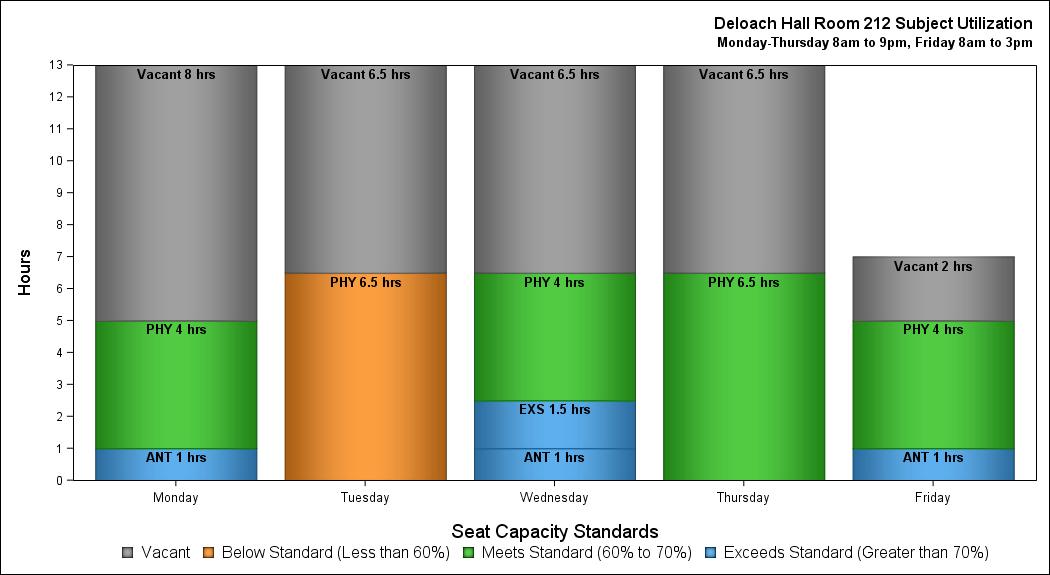 Deloach Hall Room 212 Subject Utilization
Monday-Thursday 8am to 9pm, Friday 8am to 3pm
13
12
11
10
9
8
7
6
5
4
3
2
1
0
Hours
Vacant 8 hrs
PHY 4 hrs
ANT 1 hrs
Vacant 6.5 hrs
PHY 6.5 hrs
Vacant 6.5 hrs
PHY 4 hrs
EXS 1.5 hrs
ANT 1 hrs
Vacant 6.5 hrs
PHY 6.5 hrs
Vacant 2 hrs
PHY 4 hrs
ANT 1 hrs
Monday Tuesday Wednesday Thursday Friday
Seat Capacity Standards
Vacant Below Standard (Less than 60%) Meets Standard (60% to 70%) Exceeds Standard (Greater than 70%)